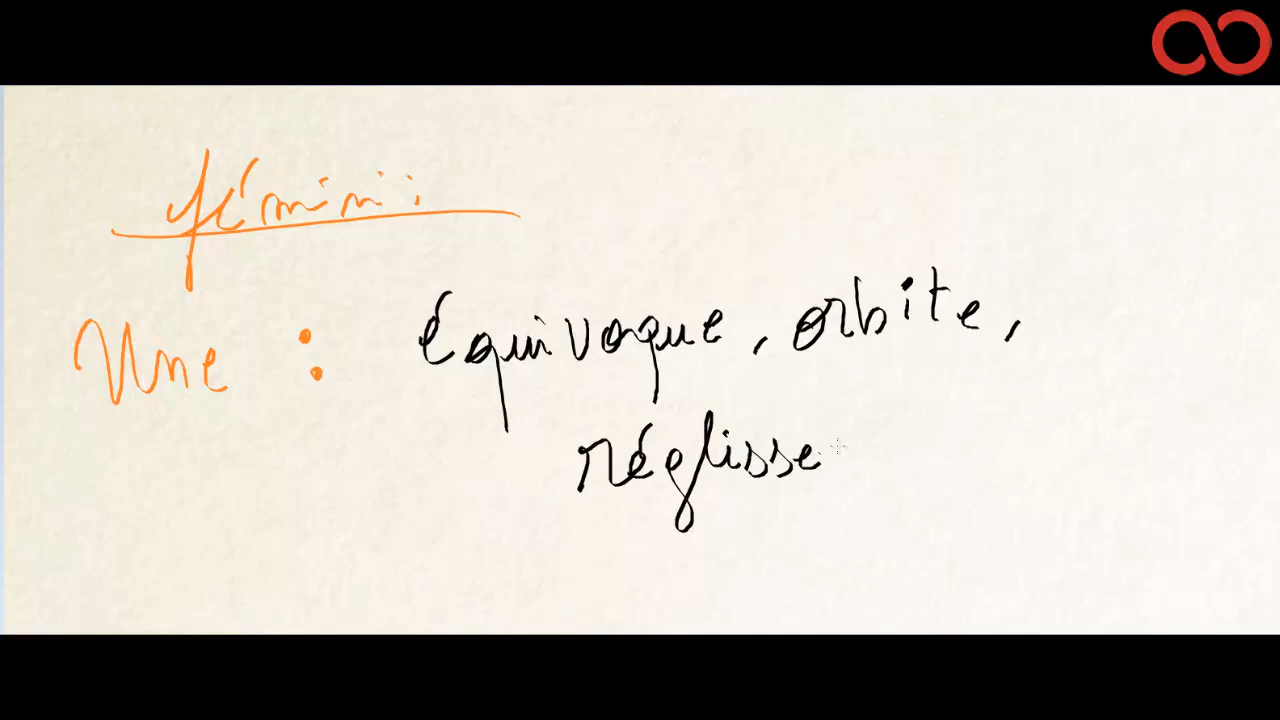 féminin :
Une : équivoque, orbite,
réglisse